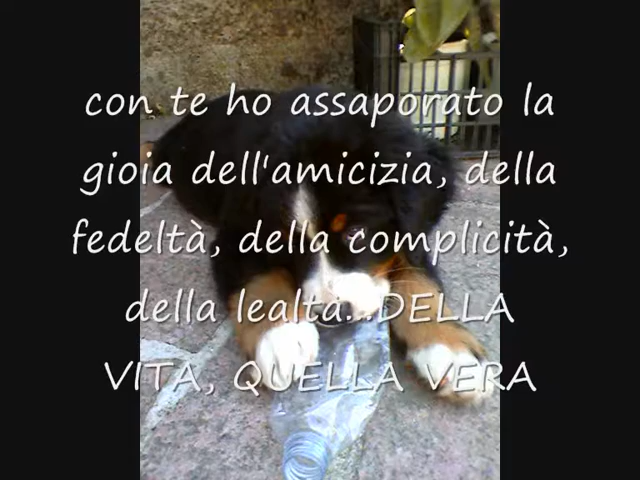 con te ho assaporato la
gioia dell'amicizia, della
fedeltà, della complicità,
della lealtà...DELLA
VITA, QUELLA VERA